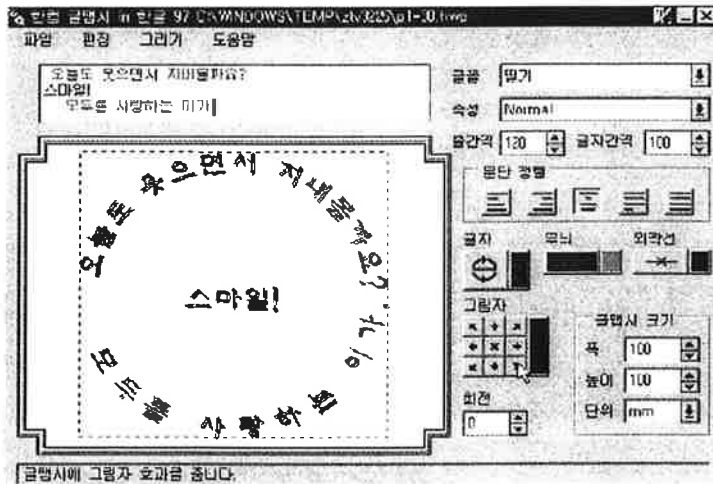 한글 글맵시 in 한글 97 C:\WINDOWS\TEMP\
파일 편집 그리기 도움말
오늘도 웃으면서 지내볼까요?
스마일!
모두를 사랑하는 미가
글꼴 딸기
속성 Normal
줄간격 120 글자간격 100
문단 정렬
글자 무늬 외곽선
오늘도 웃으면서 지내볼까요?
스마일!
모두를 사랑하는
그림자
글맵시 크기
폭 100
높이 100
단위 mm
회전
0
글맵시에 그림자 효과를 줍니다.